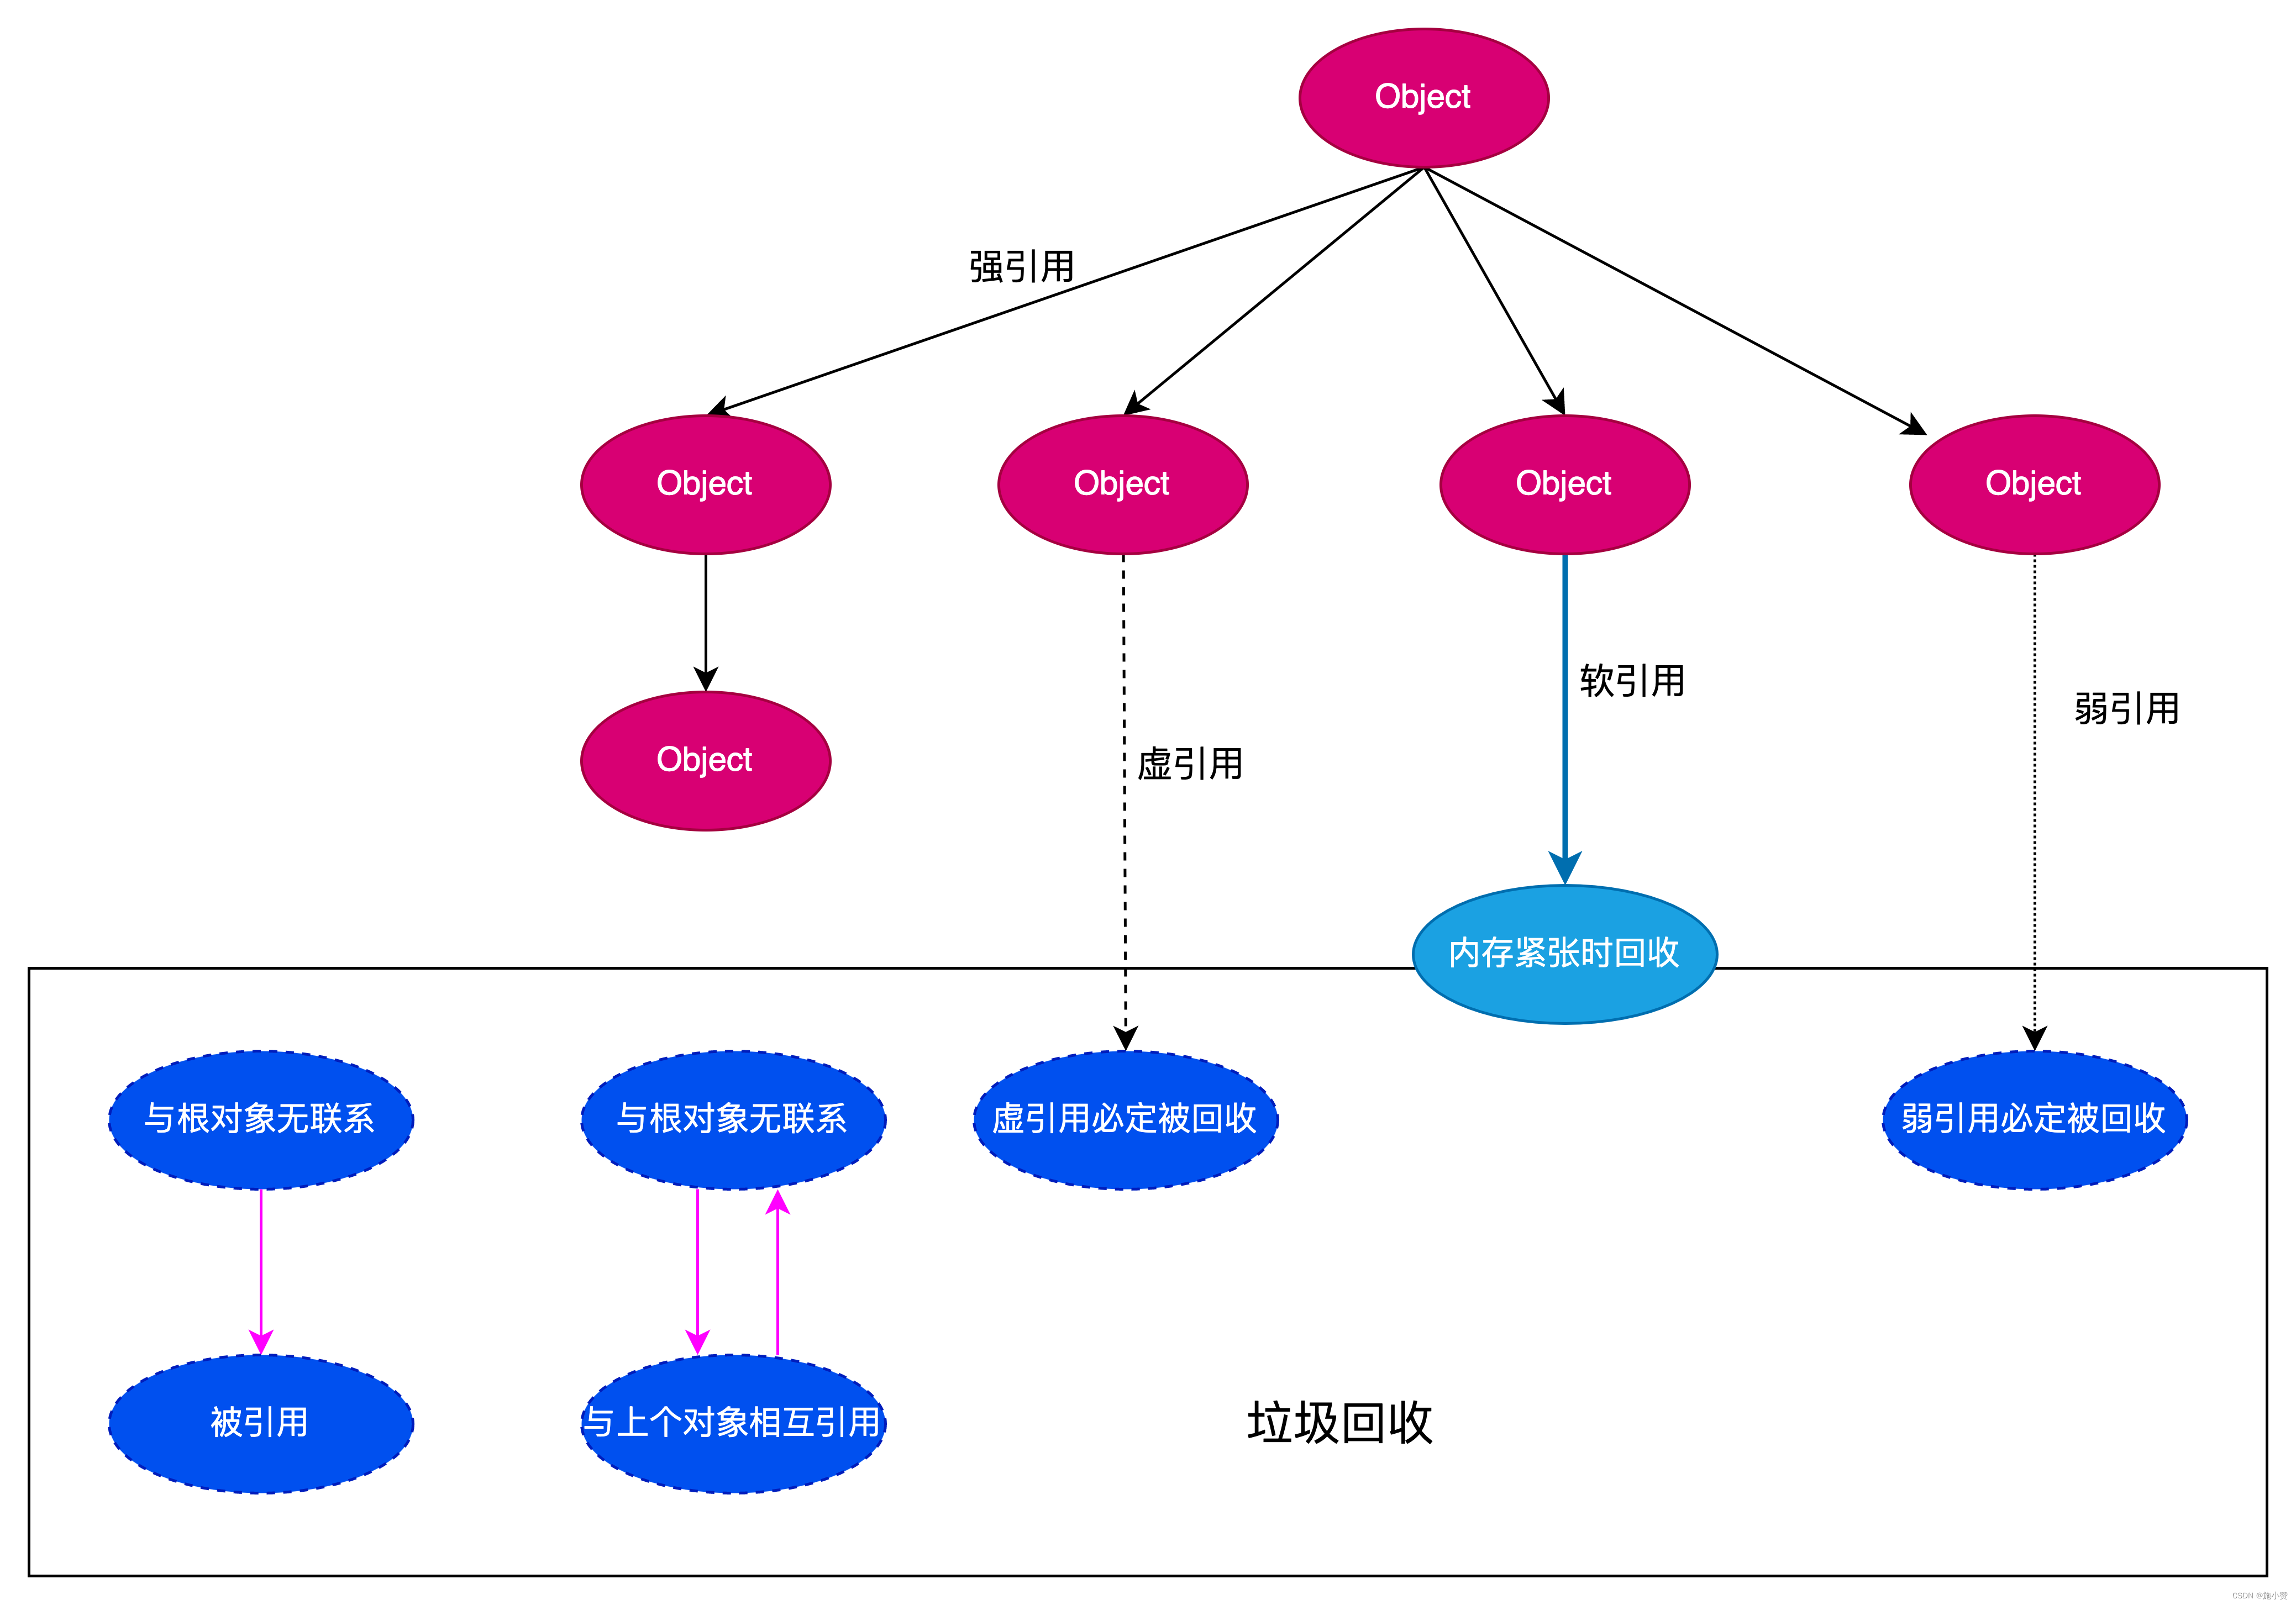 Object
强引用
Object
Object
Object
Object
软引用
弱引用
Object
虚引用
内存紧张时回收
与根对象无联系
与根对象无联系
虚引用必定被回收
弱引用必定被回收
被引用
与上个对象相互引用
垃圾回收
CSDN @施小赞